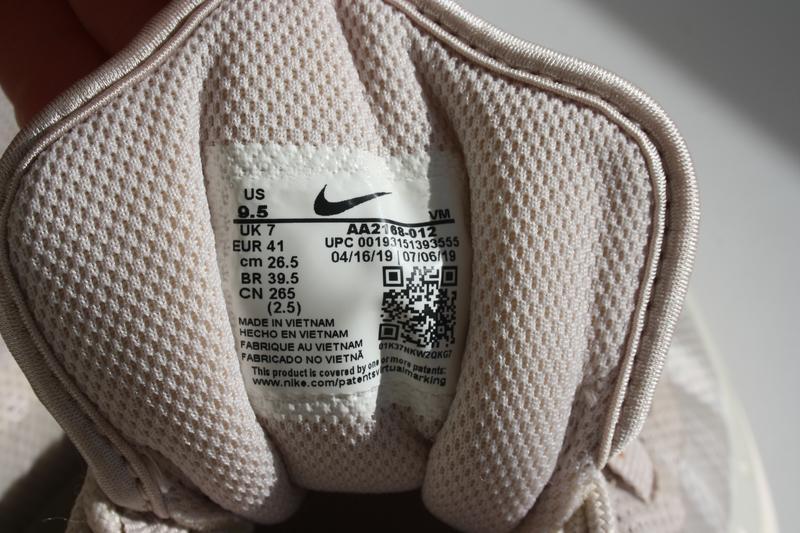 US
9.5
VM
UK 7
EUR 41
cm 26.5
BR 39.5
CN 265
(2.5)
AA2168-012
UPC 00193151393555
04/16/19 07/06/19
MADE IN VIETNAM
HECHO EN VIETNAM
FABRIQUE AU VIETNAM
FABRICADO NO VIETNÃ
01K37NKWZOKG7
This product is covered by one or more patents:
www.nike.com/patentsvirtualmarking